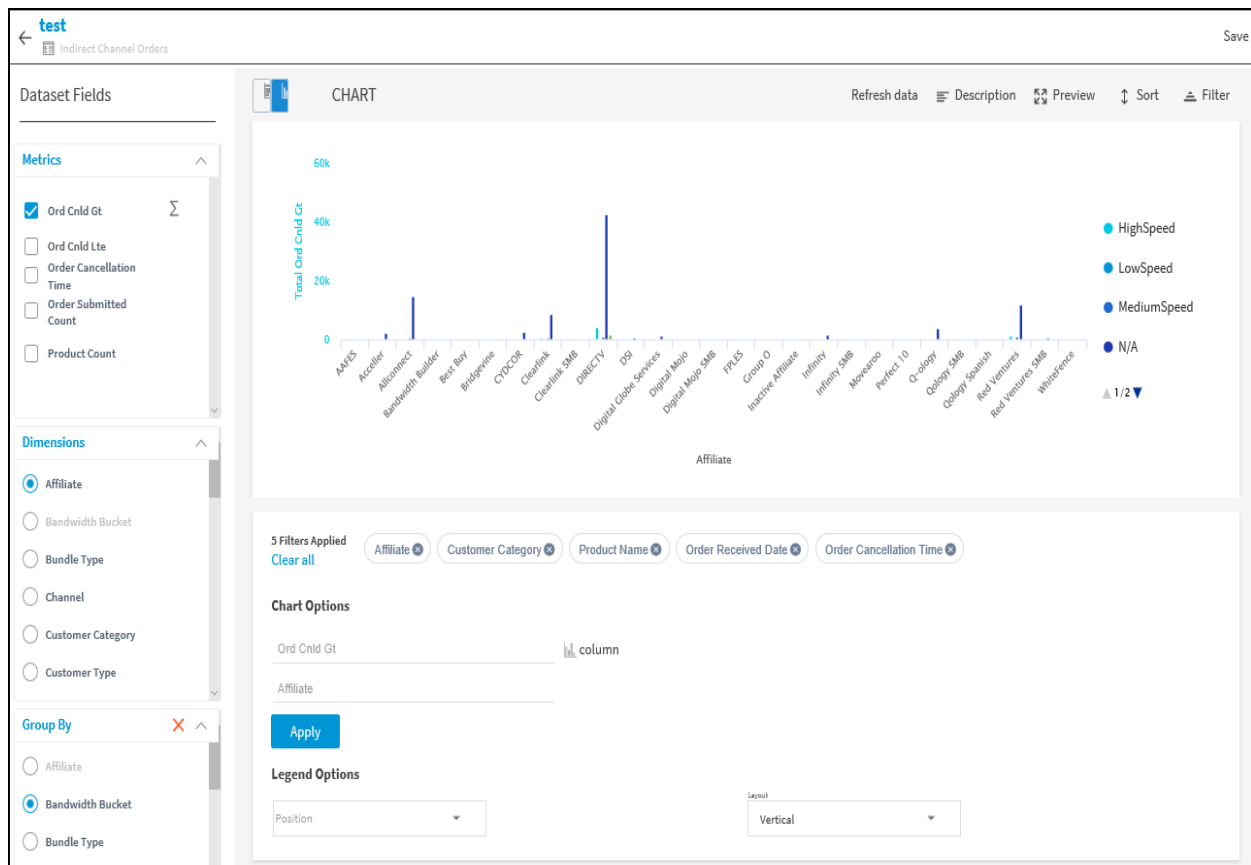 test
Indirect Channel Orders
Save
Dataset Fields
CHART
Refresh data
Description
Preview
Sort
Filter
Metrics
Ord Cnld Gt
Ord Cnld Lte
Order Cancellation
Time
Order Submitted
Count
Product Count
Total Ord Cnld Gt
60k
40k
20k
0
AAFES
Acceller
Allconnect
Bandwidth Builder
Best Buy
Bridgevine
CYDCOR
Clearlink
Clearlink SMB
DIRECTV
DSI
Digital Globe Services
Digital Mojo
Digital Mojo SMB
FPLES
Group O
Inactive Affiliate
Infinity
Infinity SMB
Movearoo
Perfect 10
Q-ology
Qology SMB
Qology Spanish
Red Ventures
Red Ventures SMB
WhiteFence
Affiliate
HighSpeed
LowSpeed
MediumSpeed
N/A
1/2
Dimensions
Affiliate
Bandwidth Bucket
Bundle Type
Channel
Customer Category
Customer Type
Group By
Affiliate
Bandwidth Bucket
Bundle Type
5 Filters Applied
Clear all
Affiliate
Customer Category
Product Name
Order Received Date
Order Cancellation Time
Chart Options
Ord Cnld Gt
column
Affiliate
Apply
Legend Options
Position
Layout
Vertical